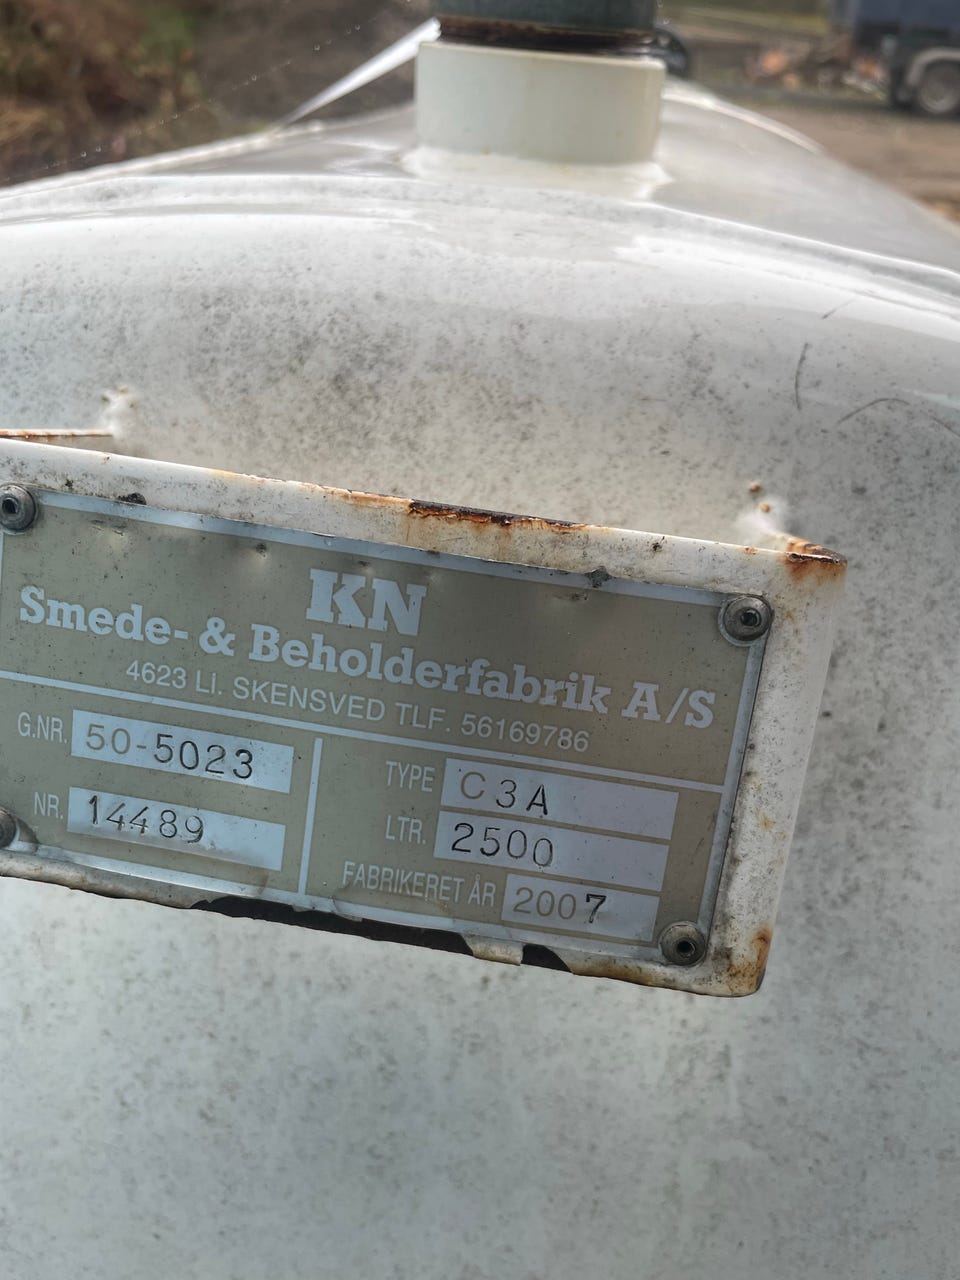 KN
Smede- & Beholderfabrik A/S
4623 Ll. SKENSVED TLF. 56169786
G.NR. 50-5023
NR. 14489
TYPE C3A
LTR. 2500
FABRIKERET ÅR 2007